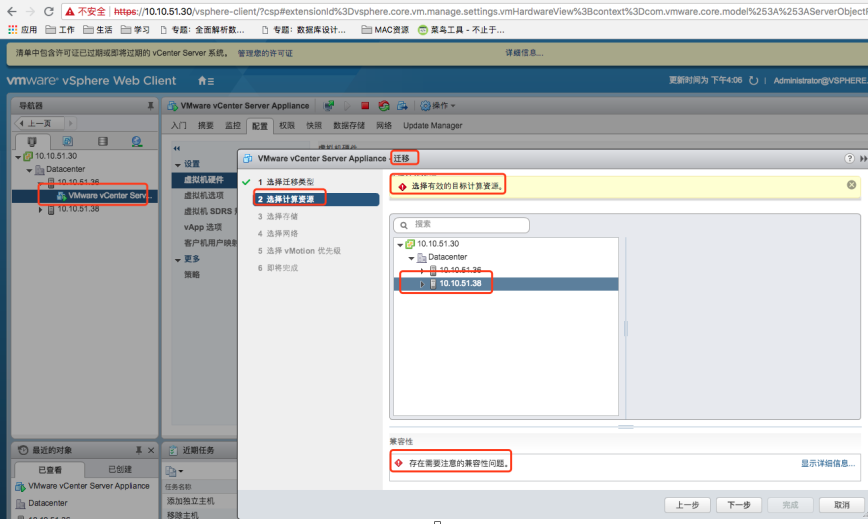 不安全 https://10.10.51.30/vsphere-client/?csp#extensionId%3Dvsphere.core.vm.manage.settings.vmHardwareView%3Bcontext%3Dcom.vmware.core.model%253A%253AServerObjectF
应用 工作 生活 学习 专题: 全面解析数... 专题: 数据库设计... MAC资源 菜鸟工具 - 不止于...
清单中包含许可证已过期或即将过期的 vCenter Server 系统。 管理您的许可证 详细信息...
vmware® vSphere Web Client 更新时间为 下午4:06 Administrator@VSPHERE.
导航器 VMware vCenter Server Appliance 操作
上一页 入门 摘要 监控 配置 权限 快照 数据存储 网络 Update Manager
10.10.51.30
Datacenter
10.10.51.36
VMware vCenter Serv...
10.10.51.38
设置
虚拟机硬件
虚拟机选项
虚拟机 SDRS
vApp 选项
客户机用户映射
更多
策略
虚拟机硬件
VMware vCenter Server Appliance - 迁移
1 选择迁移类型
2 选择计算资源
3 选择存储
4 选择网络
5 选择 vMotion 优先级
6 即将完成
选择有效的目标计算资源。
搜索
10.10.51.30
Datacenter
10.10.51.36
10.10.51.38
兼容性
存在需要注意的兼容性问题。 显示详细信息...
上一步 下一步 完成 取消
最近的对象
已查看 已创建
VMware vCenter Server Appliance
Datacenter
10.10.51.36
近期任务
任务名称
添加独立主机
移除主机